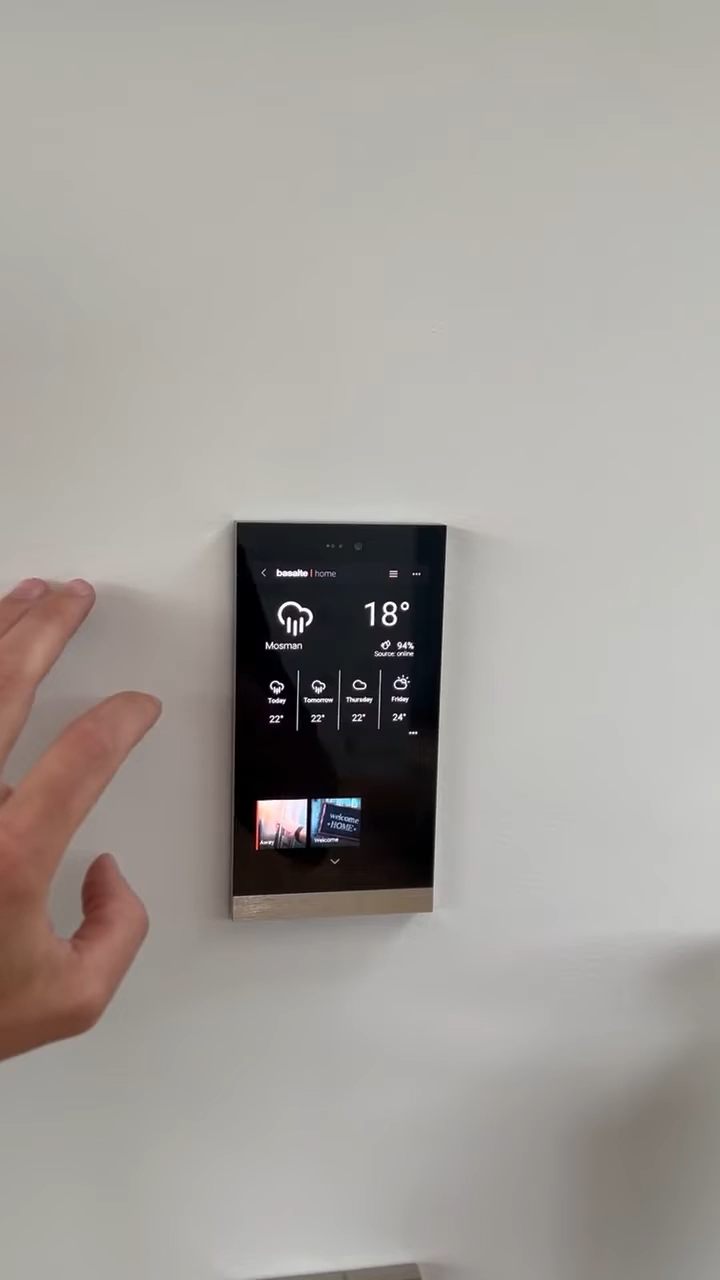 basalte | home
18°
Mosman
94%
Source: online
Today Tomorrow Thursday Friday
22° 22° 22° 24°
welcome
HOME
Away Welcome